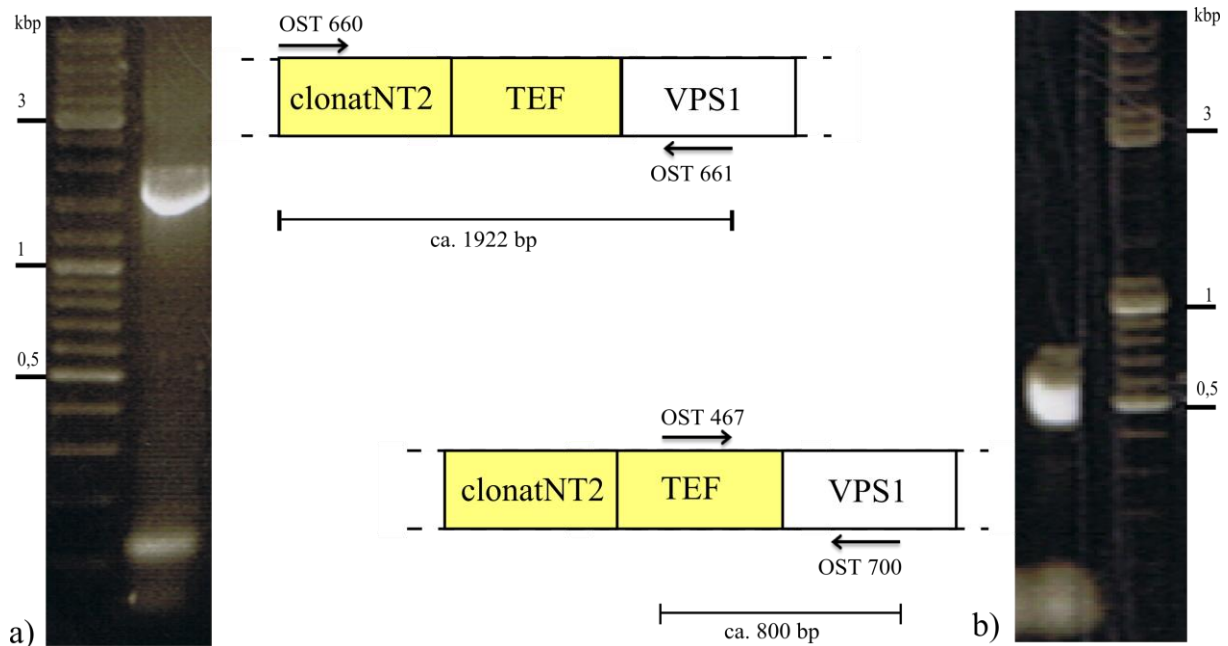 kbp
3
1
0,5
a)
OST 660
clonatNT2 TEF VPS1
OST 661
ca. 1922 bp
OST 467
clonatNT2 TEF VPS1
OST 700
ca. 800 bp
kbp
3
1
0,5
b)